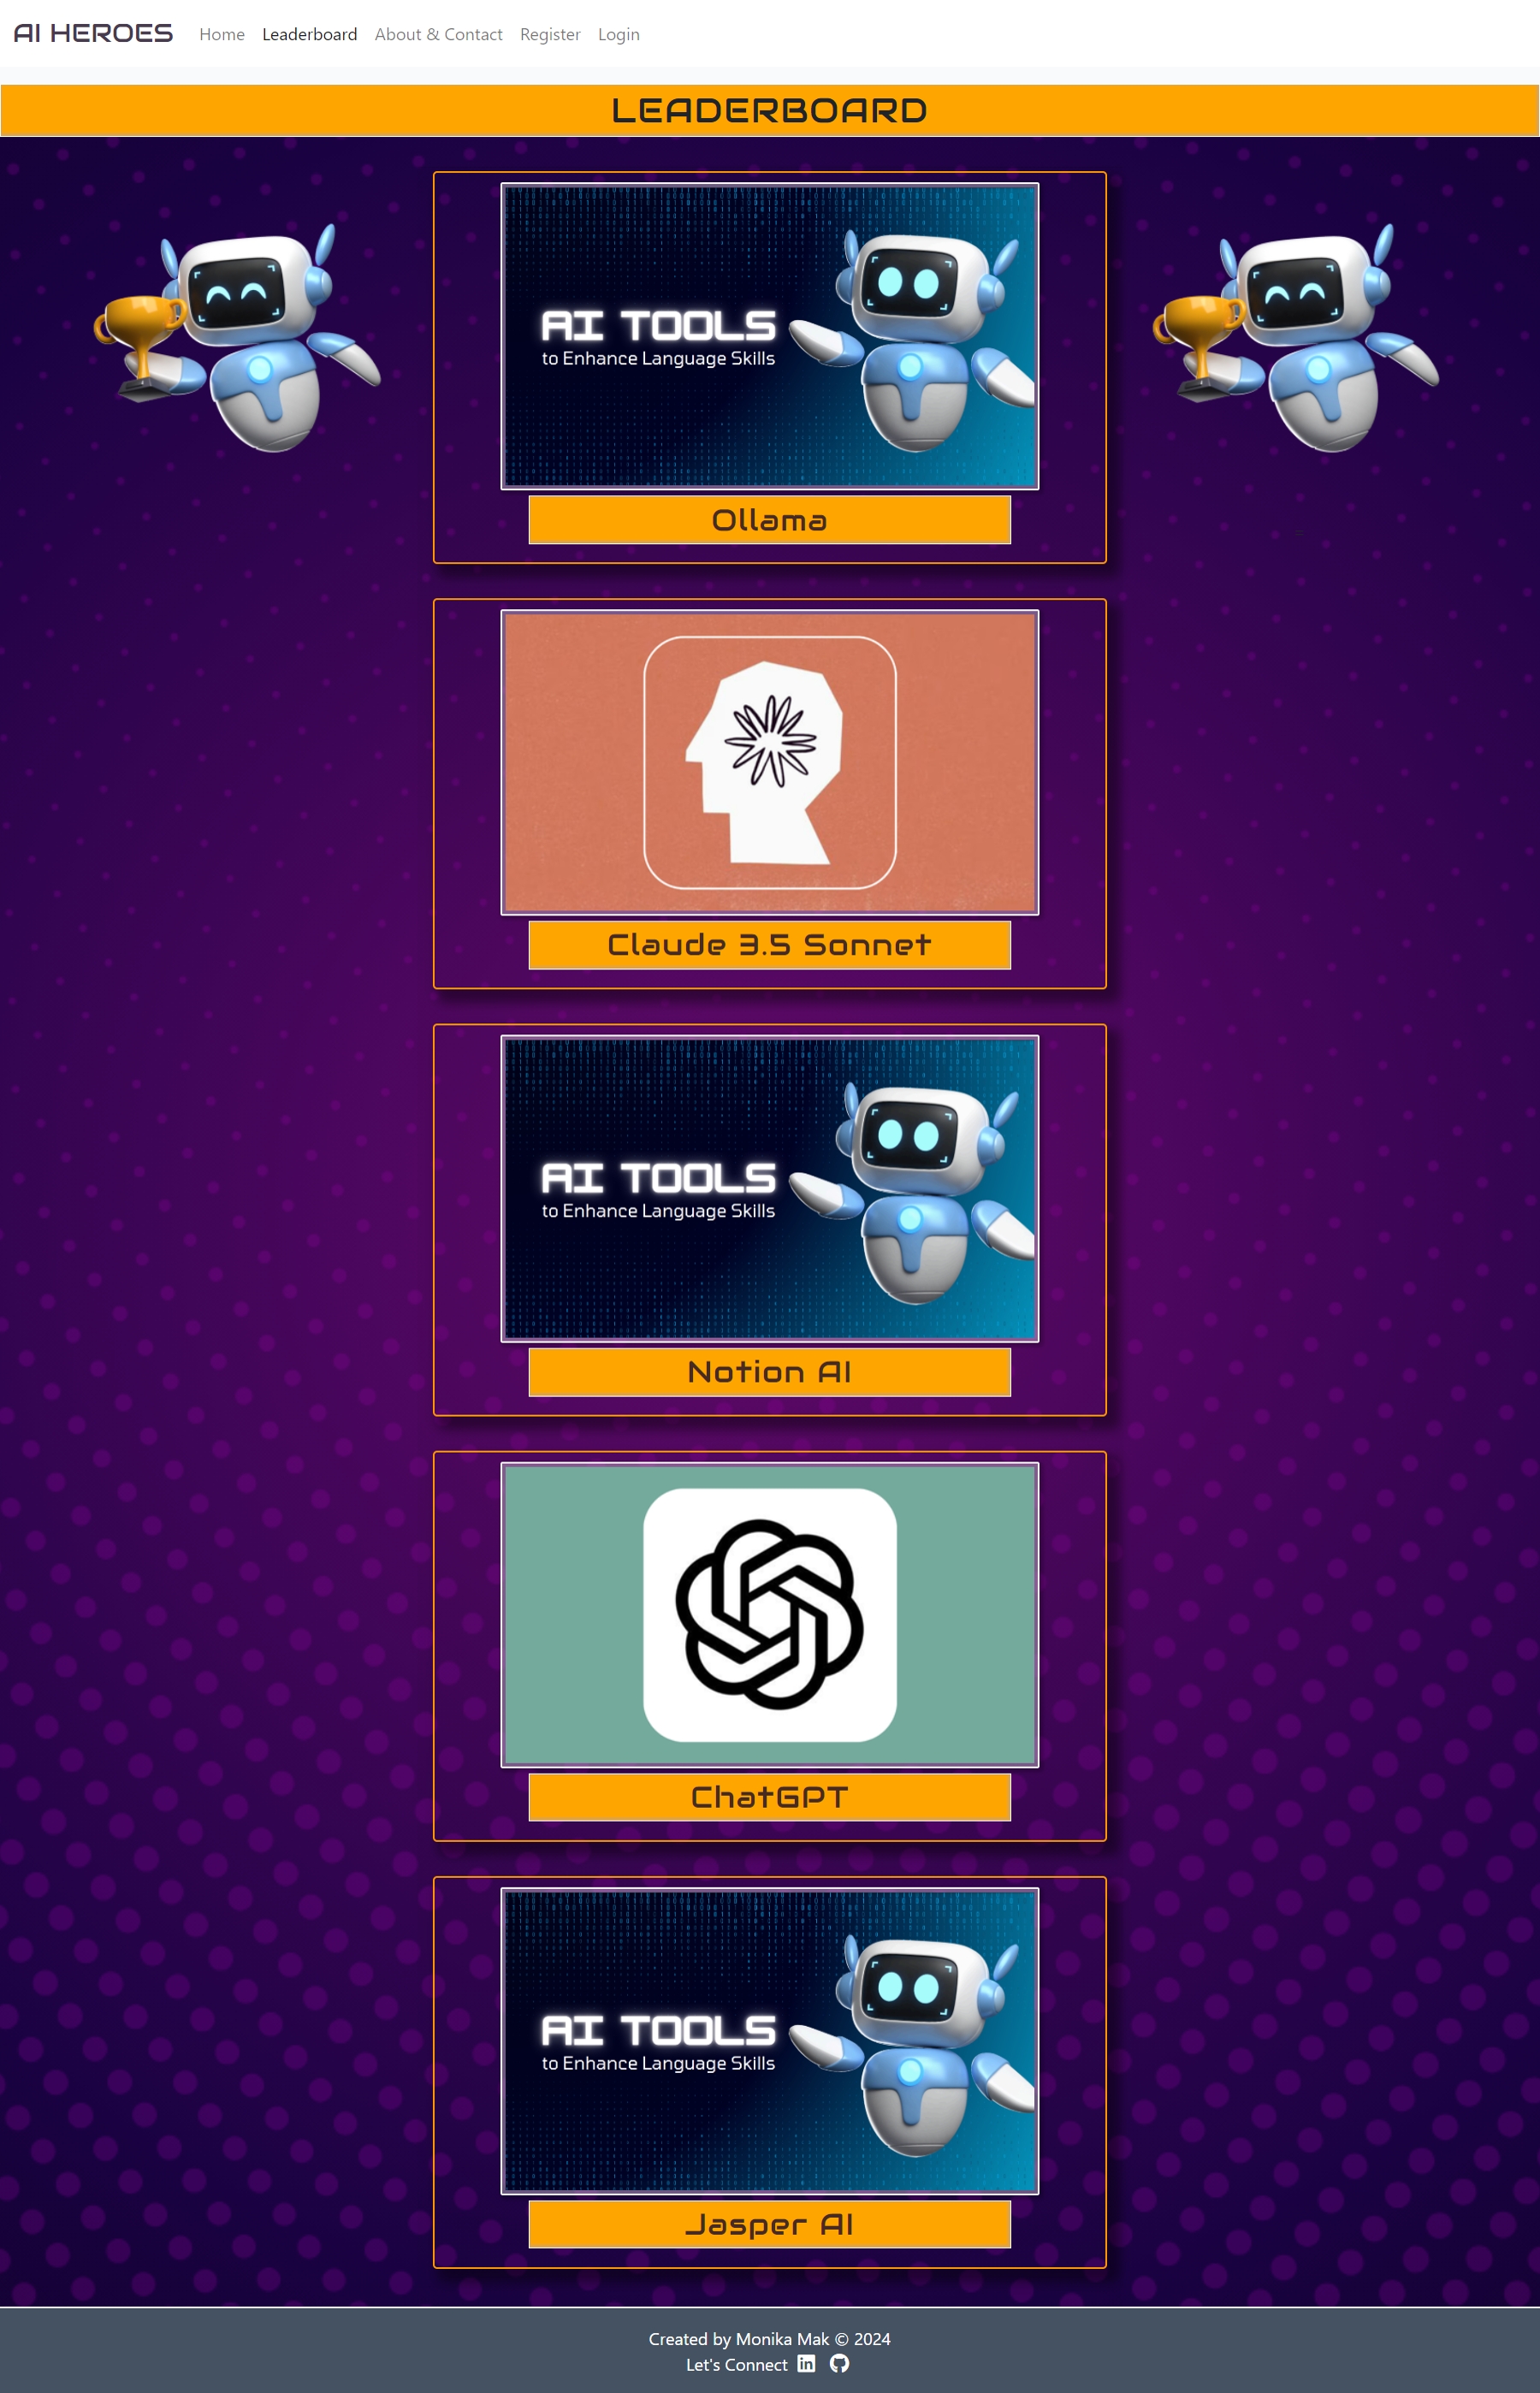 AI HEROES Home Leaderboard About & Contact Register Login
LEADERBOARD
AI TOOLS
to Enhance Language Skills
Ollama
Claude 3.5 Sonnet
AI TOOLS
to Enhance Language Skills
Notion AI
ChatGPT
AI TOOLS
to Enhance Language Skills
Jasper AI
Created by Monika Mak © 2024
Let's Connect in